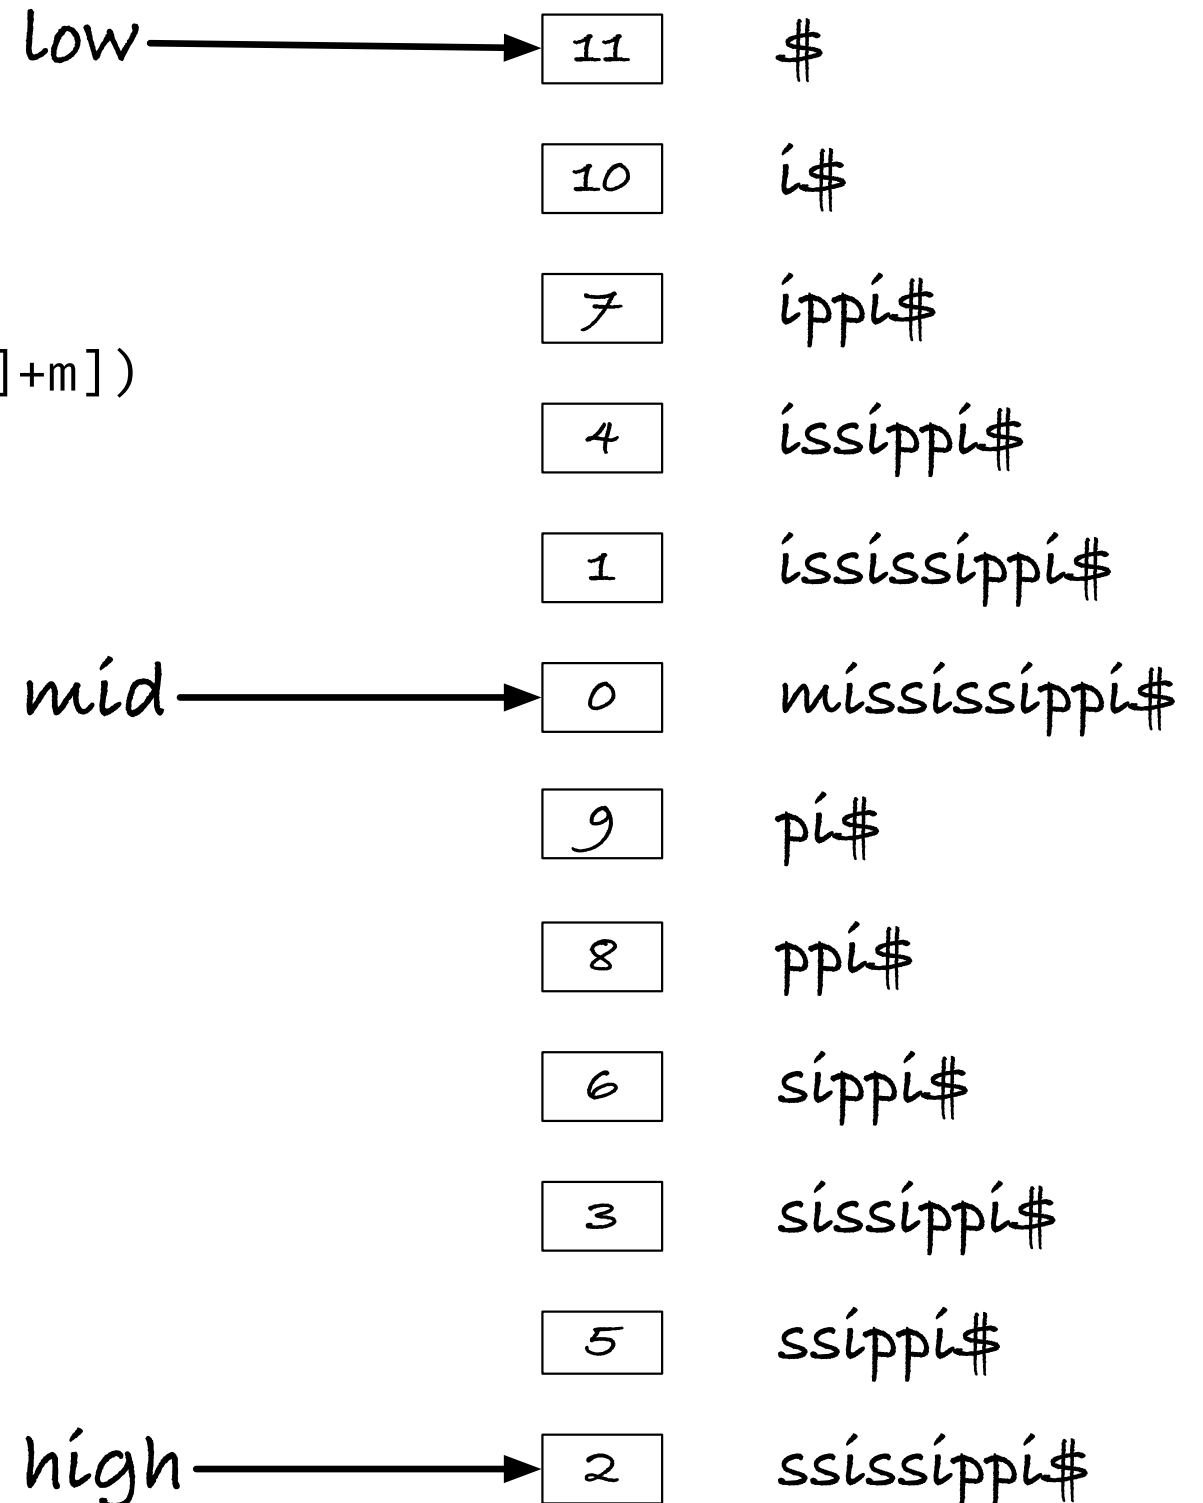 low 11 $
10 i$
7 ippi$
]+m])
4 issippi$
1 ississippi$
mid 0 mississippi$
9 pi$
8 ppi$
6 sippi$
3 sissippi$
5 ssippi$
high 2 ssissippi$